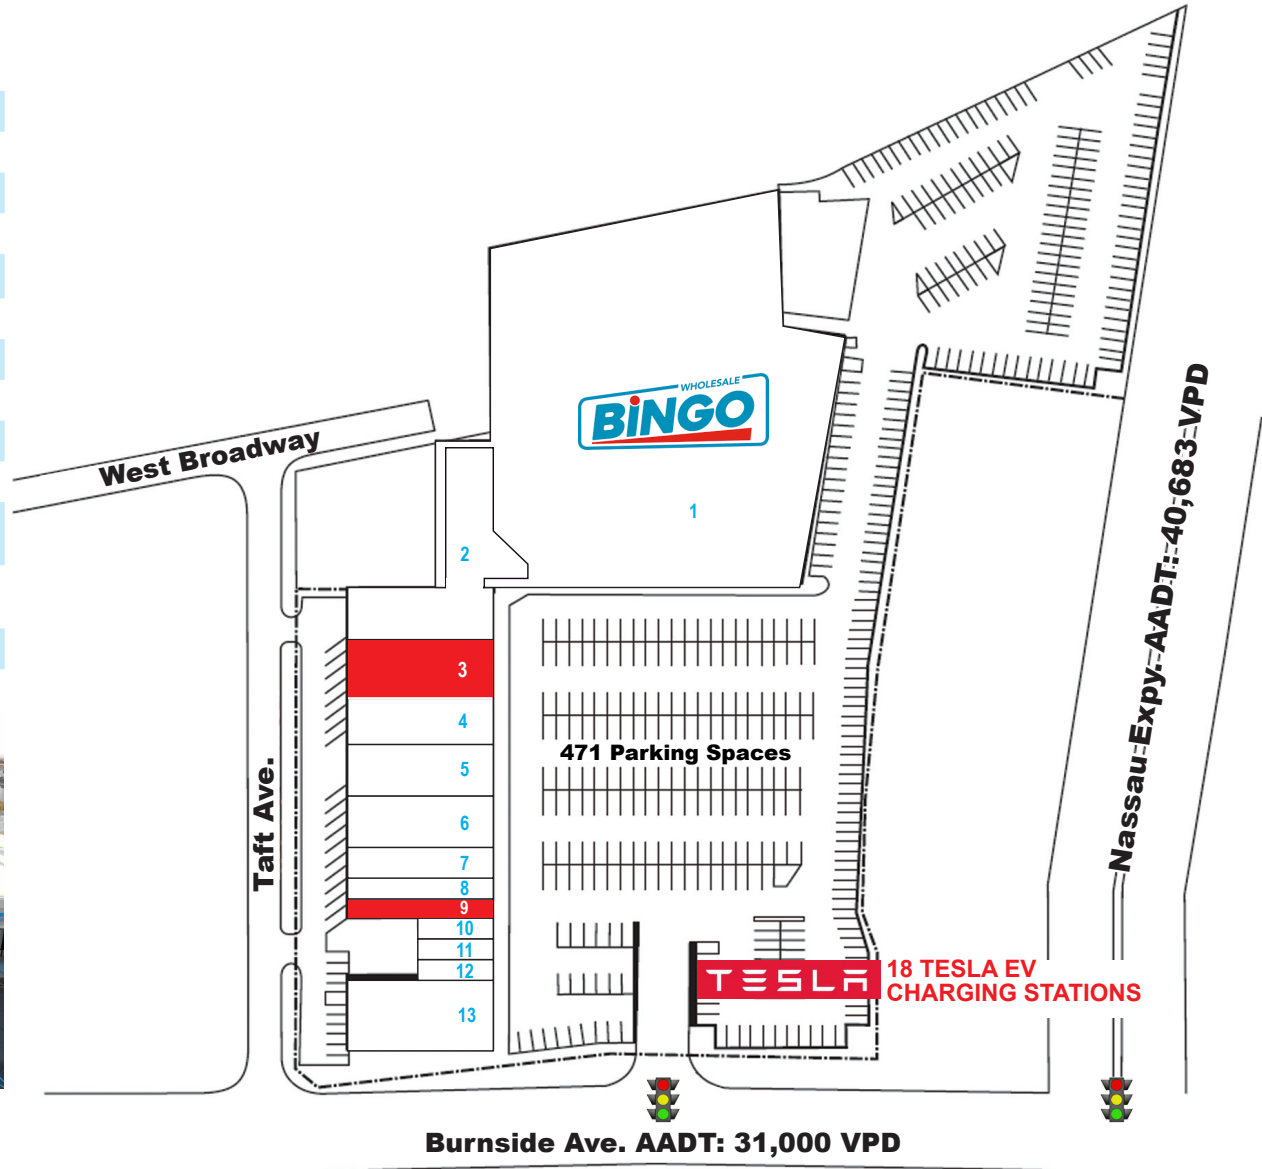 WHOLESALE
BiNGO
Nassau Expy. AADT: 40,683 VPD
West Broadway
1
2
3
4
471 Parking Spaces
5
Taft Ave.
6
7
8
9
10
11
12
TESLA
18 TESLA EV
CHARGING STATIONS
13
Burnside Ave. AADT: 31,000 VPD